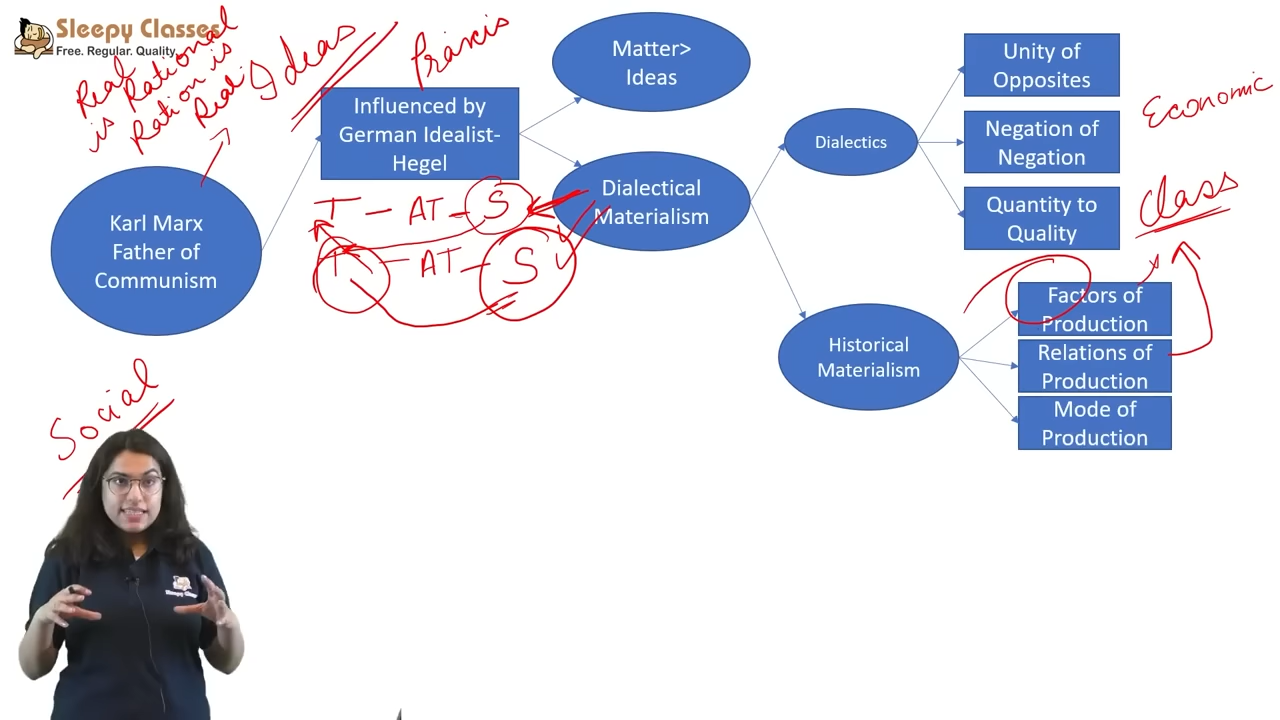 Sleepy Classes
Free. Regular. Quality.
Real
is Rational
Ration is
Real
Ideas
Francis
Influenced by
German Idealist-
Hegel
Matter>
Ideas
Dialectical
Materialism
Karl Marx
Father of
Communism
T - AT - S
T - AT - S
Dialectics
Unity of
Opposites
Negation of
Negation
Quantity to
Quality
Economic
Class
Historical
Materialism
Factors of
Production
Relations of
Production
Mode of
Production
Social